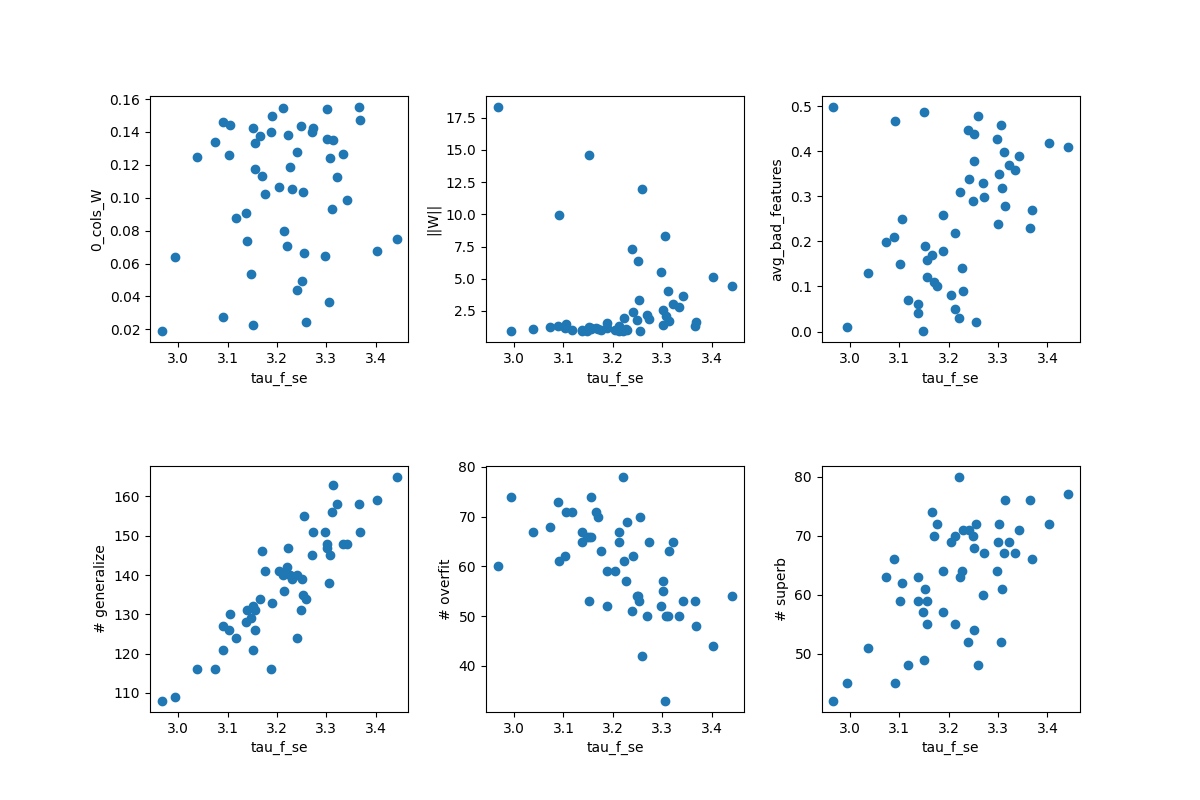 0_cols_W
0.16
0.14
0.12
0.10
0.08
0.06
0.04
0.02
3.0 3.1 3.2 3.3 3.4
tau_f_se
||W||
17.5
15.0
12.5
10.0
7.5
5.0
2.5
3.0 3.1 3.2 3.3 3.4
tau_f_se
avg_bad_features
0.5
0.4
0.3
0.2
0.1
0.0
3.0 3.1 3.2 3.3 3.4
tau_f_se
# generalize
160
150
140
130
120
110
3.0 3.1 3.2 3.3 3.4
tau_f_se
# overfit
80
70
60
50
40
3.0 3.1 3.2 3.3 3.4
tau_f_se
# superb
80
70
60
50
3.0 3.1 3.2 3.3 3.4
tau_f_se